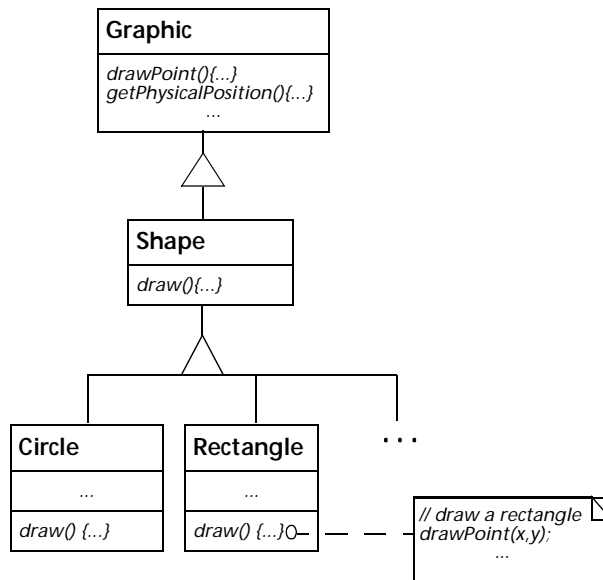 Graphic
drawPoint(){...}
getPhysicalPosition(){...}
...
Shape
draw(){...}
...
Circle
...
draw() {...}
Rectangle
...
draw() {...}
// draw a rectangle
drawPoint(x,y);
...